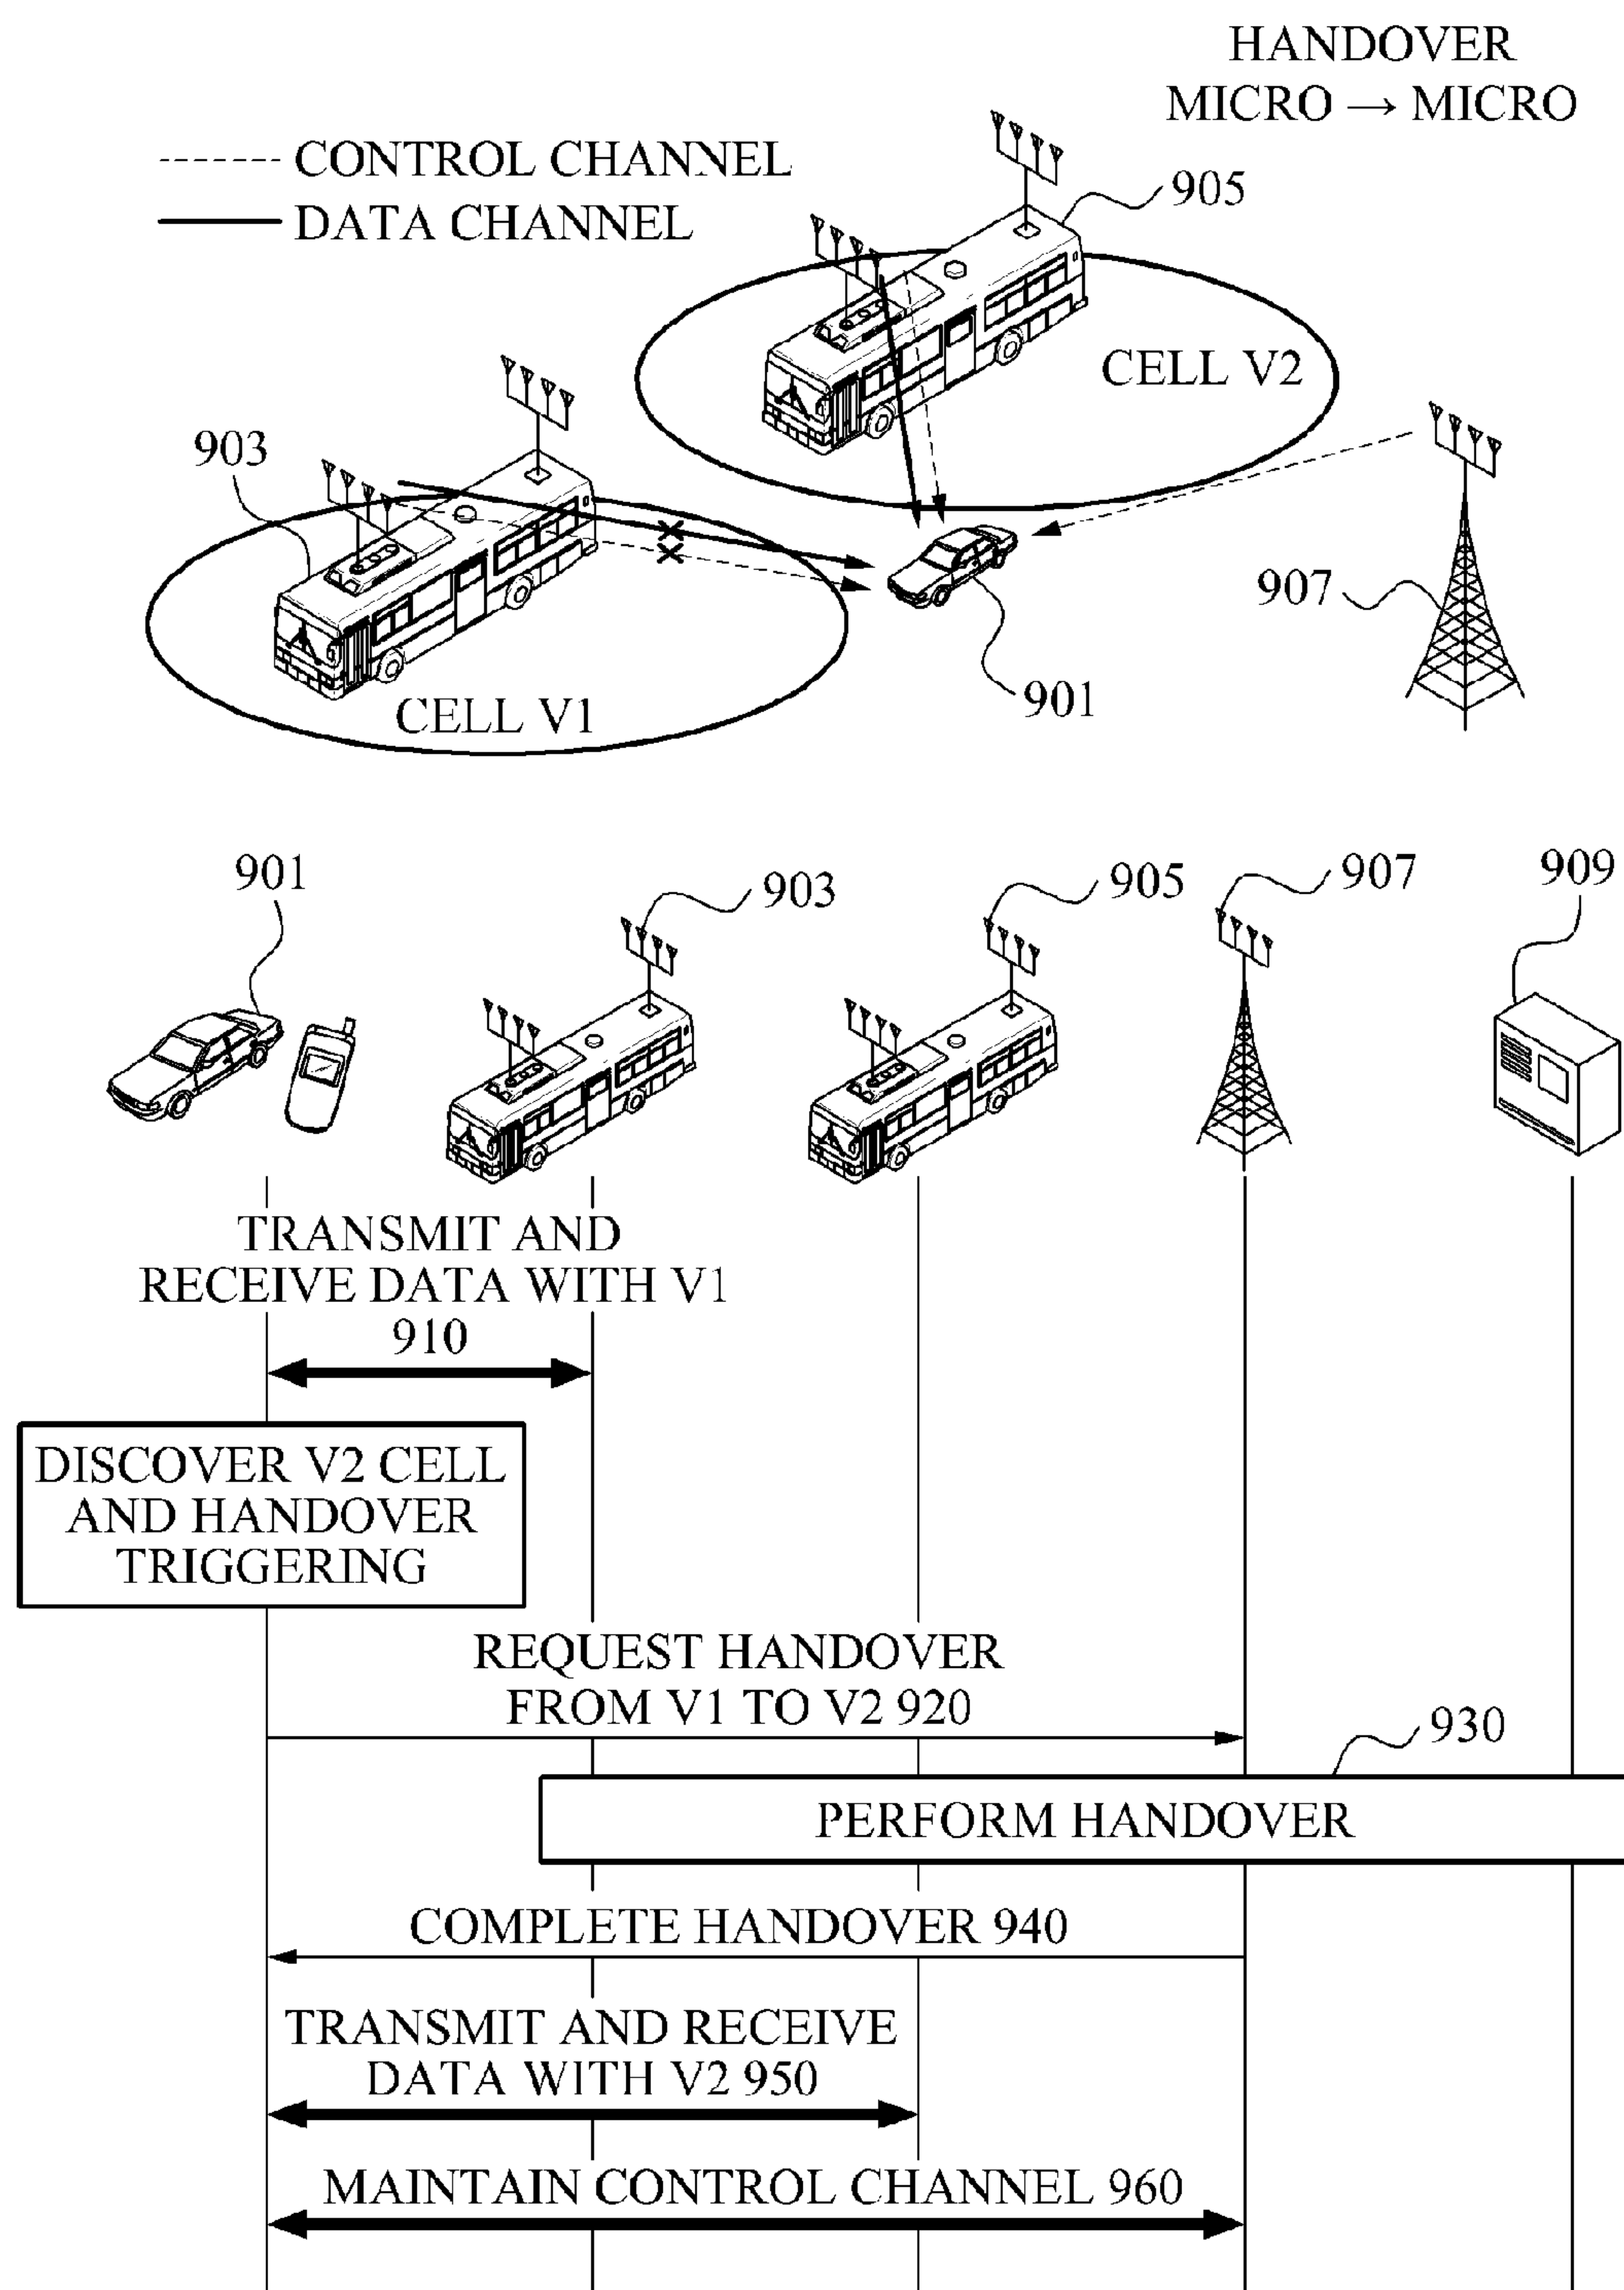 HANDOVER
MICRO → MICRO
CONTROL CHANNEL
DATA CHANNEL
905
CELL V2
903
907
901
CELL V1
901
903
905
907
909
TRANSMIT AND
RECEIVE DATA WITH V1
910
DISCOVER V2 CELL
AND HANDOVER
TRIGGERING
REQUEST HANDOVER
FROM V1 TO V2 920
930
PERFORM HANDOVER
COMPLETE HANDOVER 940
TRANSMIT AND RECEIVE
DATA WITH V2 950
MAINTAIN CONTROL CHANNEL 960